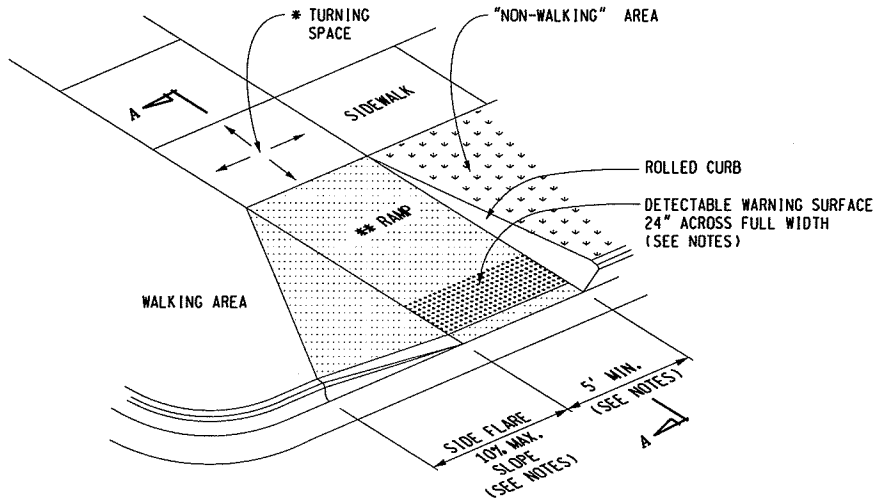 * TURNING
SPACE
"NON-WALKING" AREA
A
SIDEWALK
ROLLED CURB
DETECTABLE WARNING SURFACE
24" ACROSS FULL WIDTH
(SEE NOTES)
** RAMP
WALKING AREA
5' MIN.
(SEE NOTES)
SIDE FLARE
10% MAX.
SLOPE
(SEE NOTES)
A